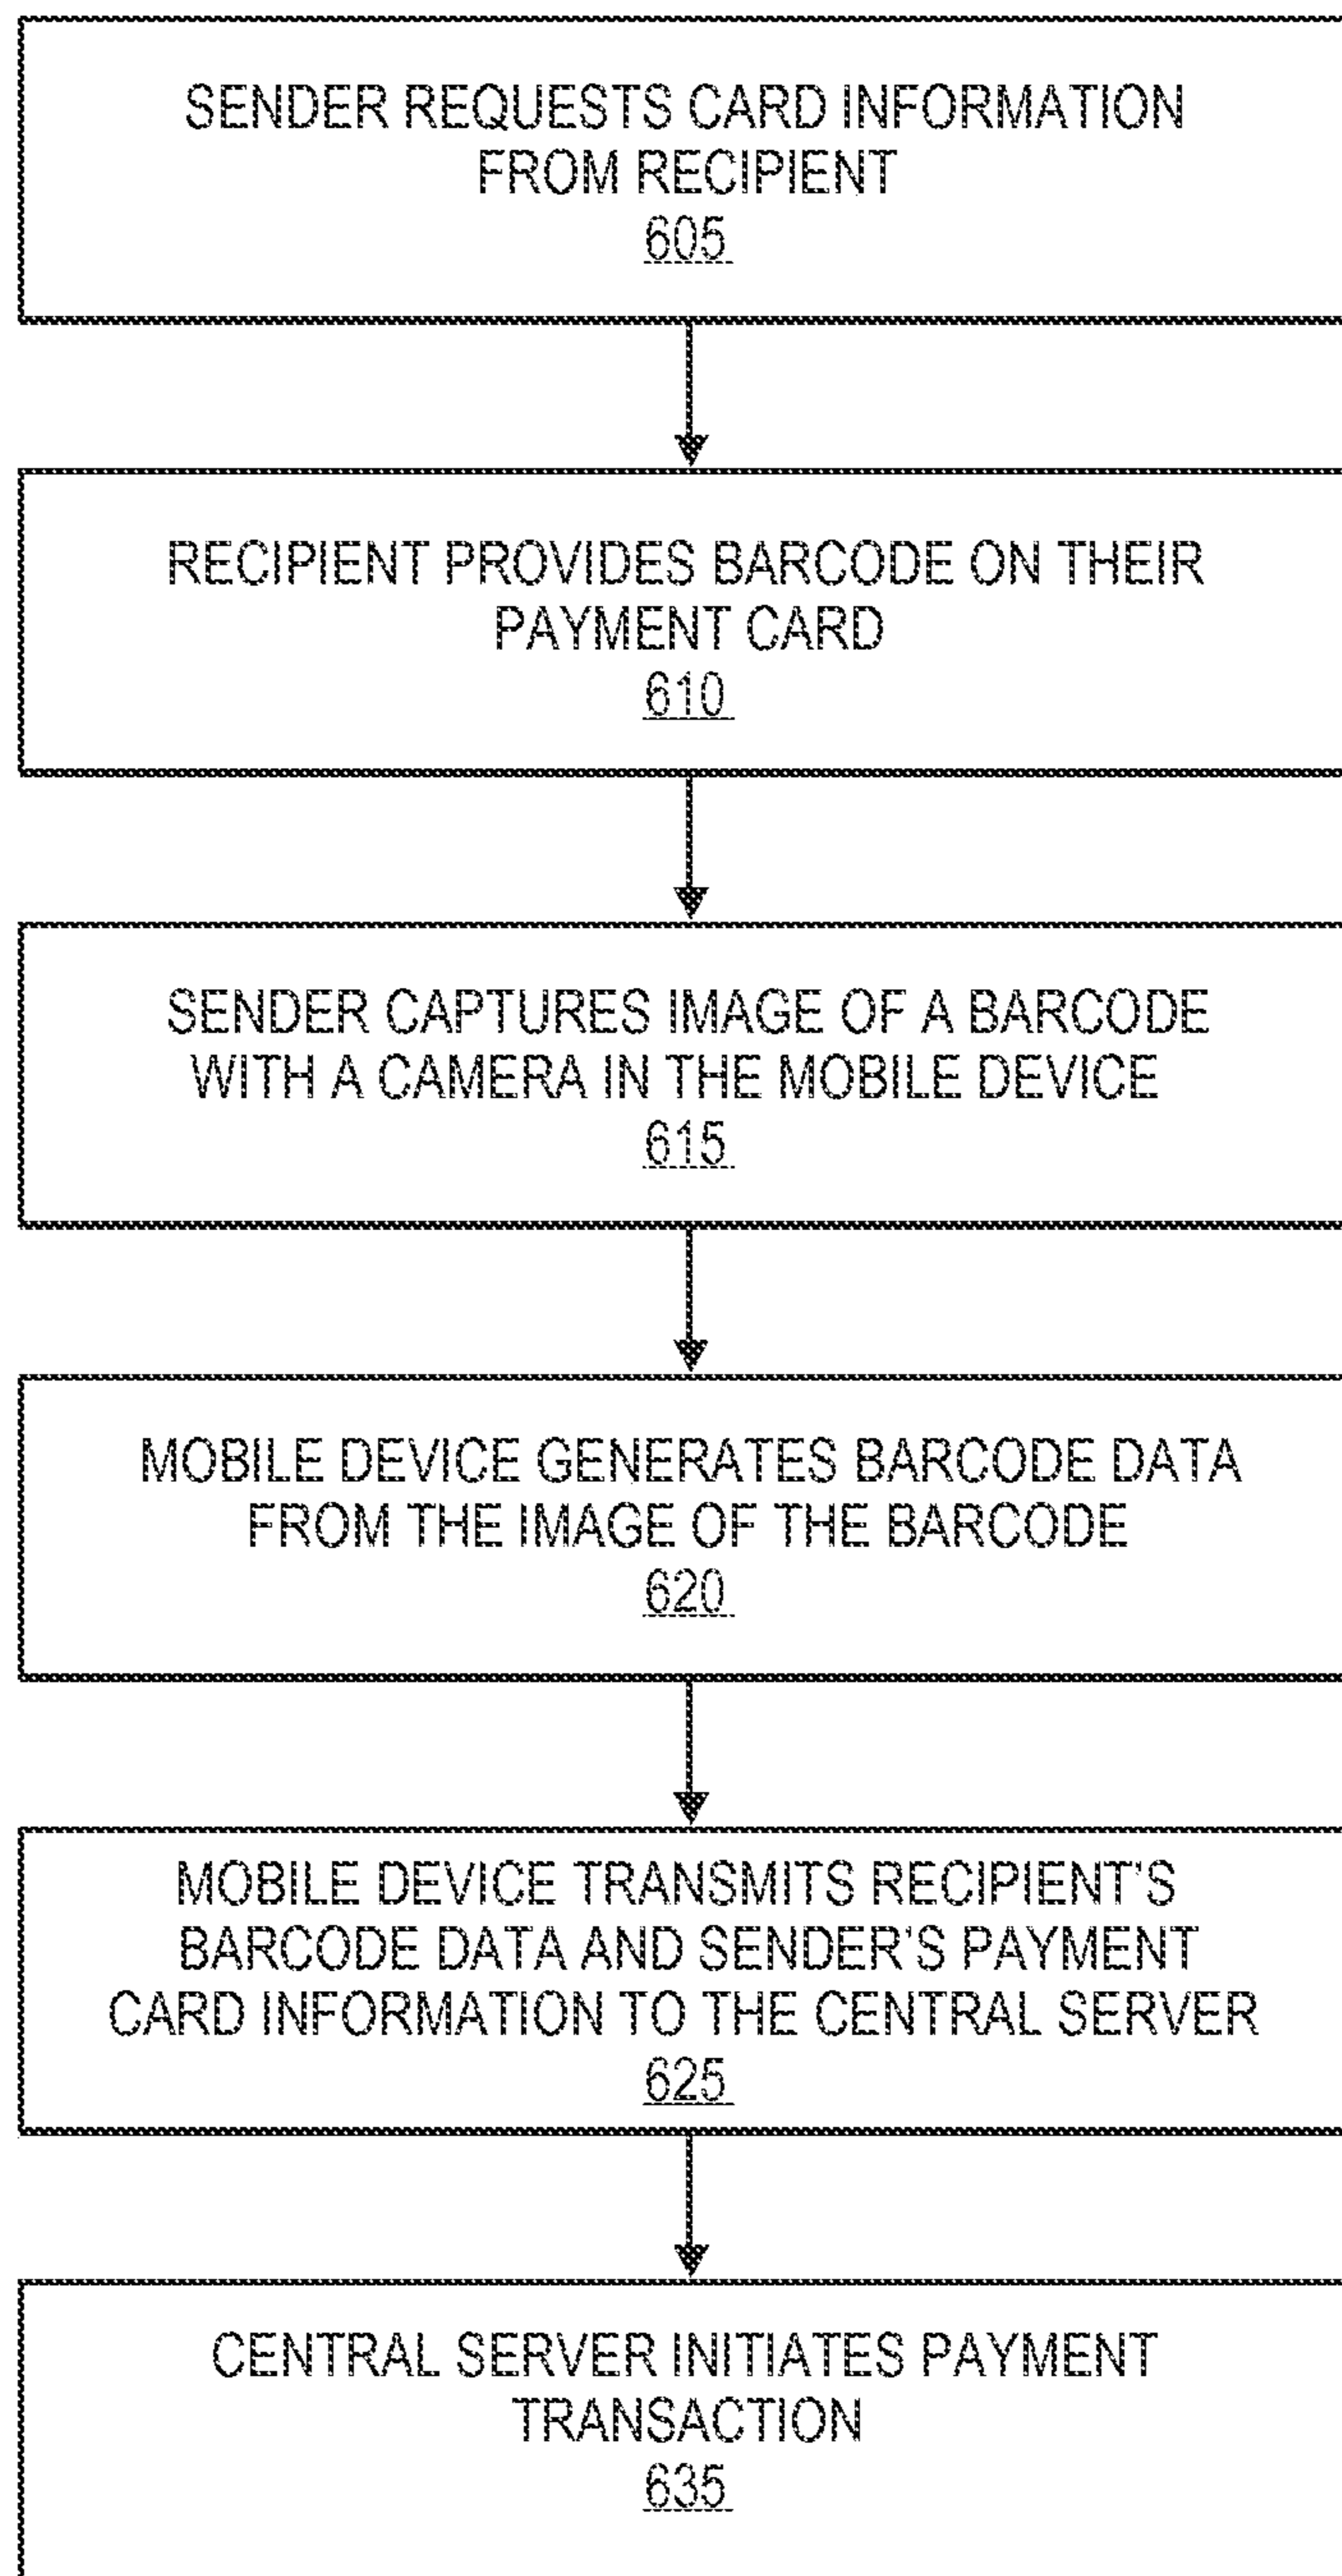 SENDER REQUESTS CARD INFORMATION
FROM RECIPIENT
605
RECIPIENT PROVIDES BARCODE ON THEIR
PAYMENT CARD
610
SENDER CAPTURES IMAGE OF A BARCODE
WITH A CAMERA IN THE MOBILE DEVICE
615
MOBILE DEVICE GENERATES BARCODE DATA
FROM THE IMAGE OF THE BARCODE
620
MOBILE DEVICE TRANSMITS RECIPIENT'S
BARCODE DATA AND SENDER'S PAYMENT
CARD INFORMATION TO THE CENTRAL SERVER
625
CENTRAL SERVER INITIATES PAYMENT
TRANSACTION
635